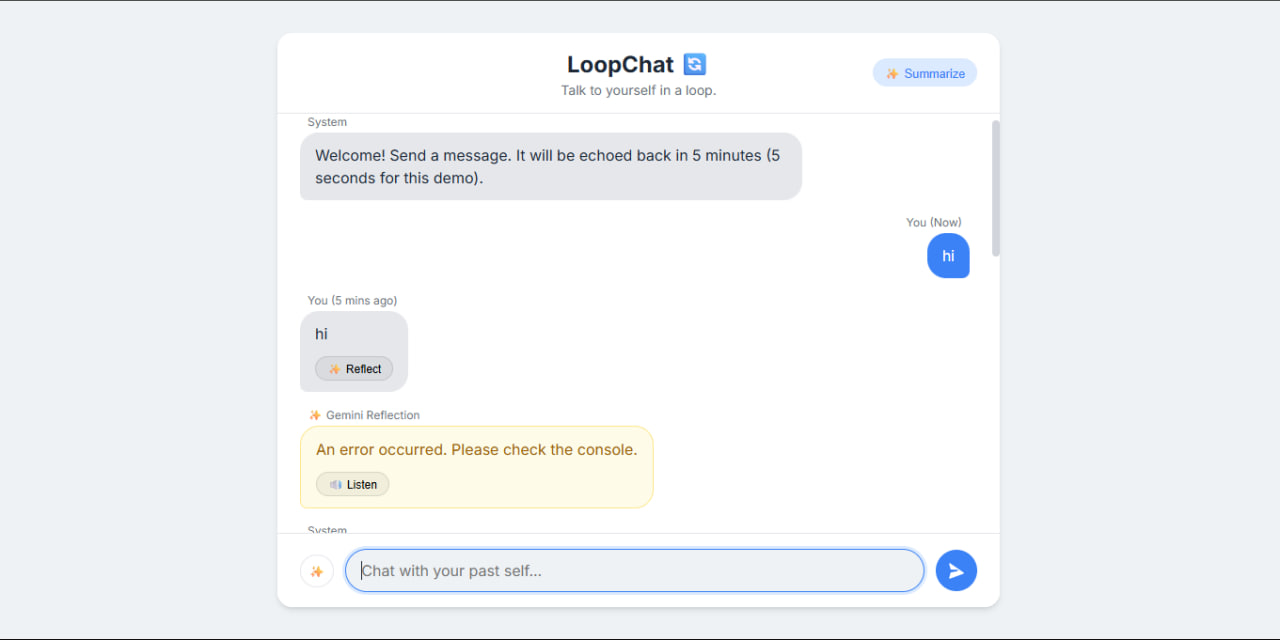 LoopChat
Talk to yourself in a loop.
Summarize
System
Welcome! Send a message. It will be echoed back in 5 minutes (5
seconds for this demo).
You (Now)
hi
You (5 mins ago)
hi
Reflect
Gemini Reflection
An error occurred. Please check the console.
Listen
System
Chat with your past self...